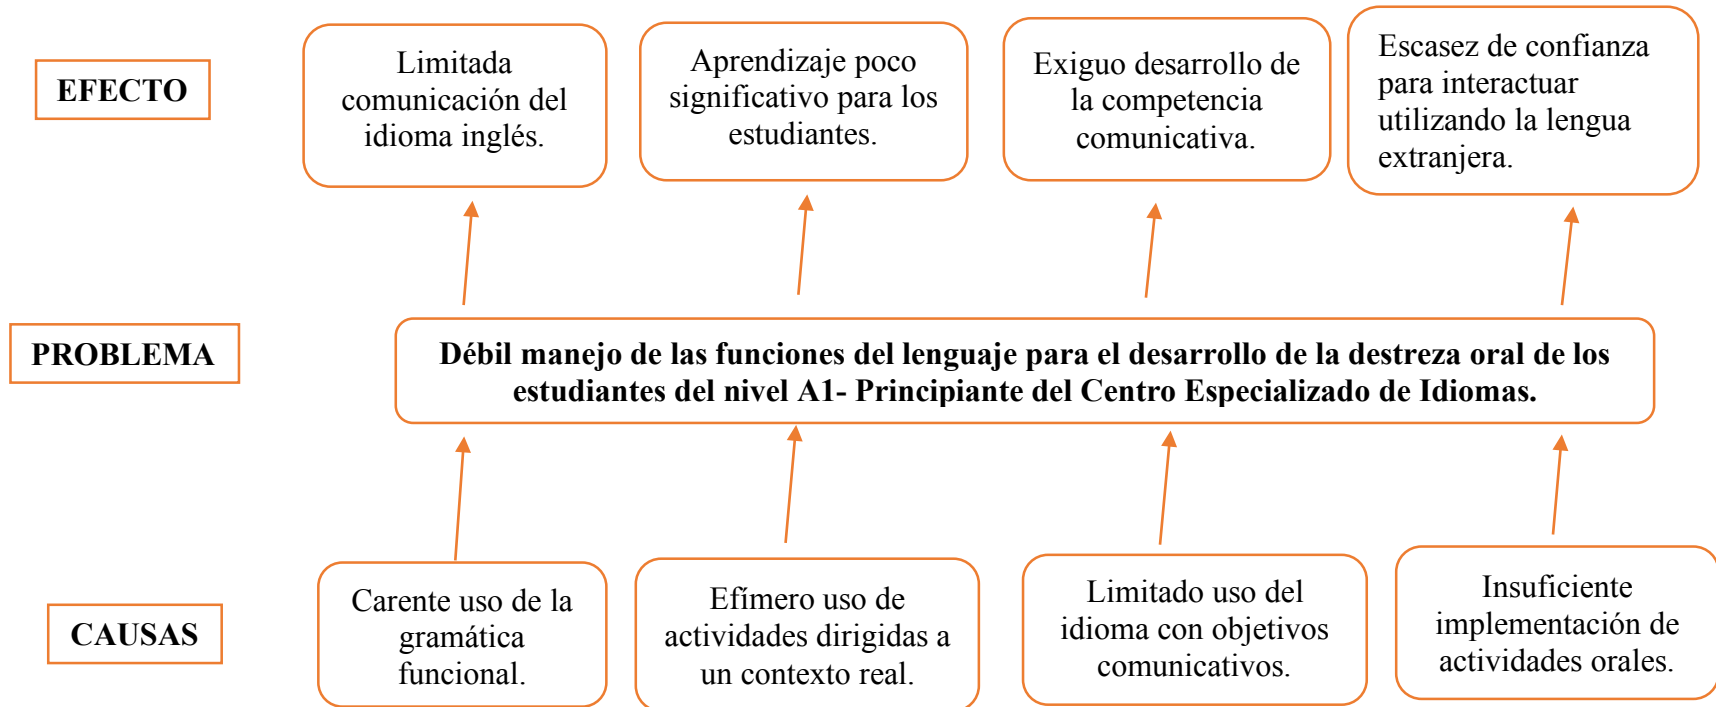 EFECTO
Limitada
comunicación del
idioma inglés.
Aprendizaje poco
significativo para los
estudiantes.
Exiguo desarrollo de
la competencia
comunicativa.
Escasez de confianza
para interactuar
utilizando la lengua
extranjera.
PROBLEMA
Débil manejo de las funciones del lenguaje para el desarrollo de la destreza oral de los
estudiantes del nivel A1- Principiante del Centro Especializado de Idiomas.
CAUSAS
Carente uso de la
gramática
funcional.
Efímero uso de
actividades dirigidas a
un contexto real.
Limitado uso del
idioma con objetivos
comunicativos.
Insuficiente
implementación de
actividades orales.